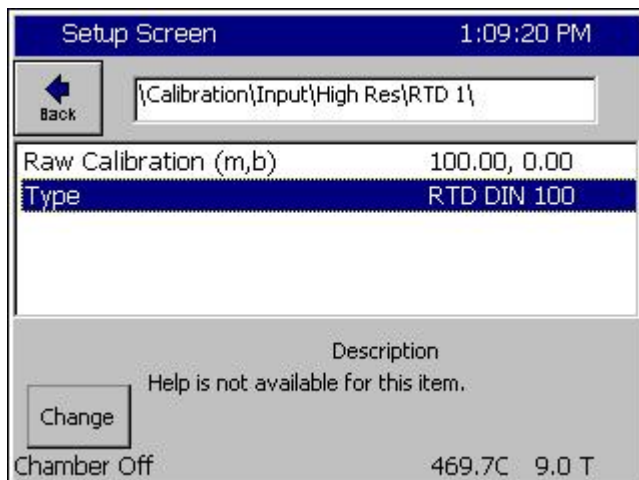 Setup Screen 1:09:20 PM
Back \Calibration\Input\High Res\RTD 1\
Raw Calibration (m,b) 100.00, 0.00
Type RTD DIN 100
Description
Help is not available for this item.
Change
Chamber Off 469.7C 9.0 T